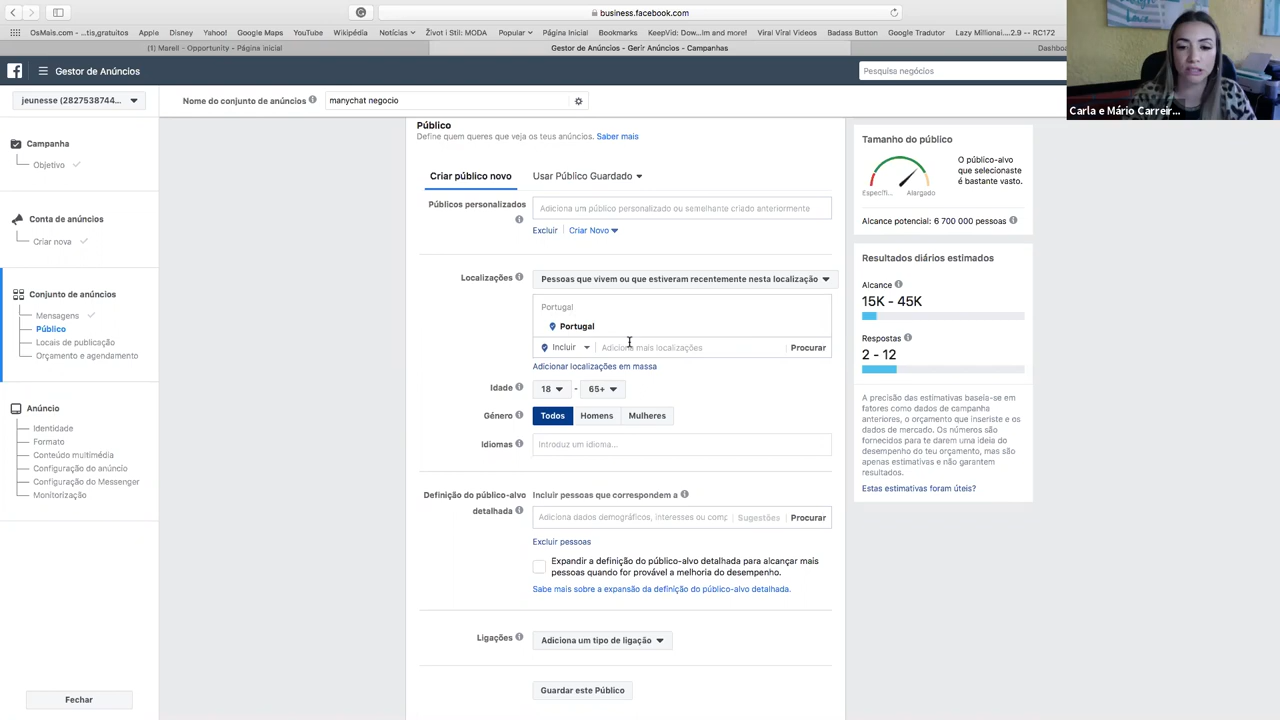 business.facebook.com
OsMais.com - ...tis,gratuitos Apple Disney Yahoo! Google Maps YouTube Wikipédia Notícias Život i Stil: MODA Popular Página Inicial Bookmarks KeepVid: Dow...lm and more! Viral Viral Videos Badass Button Google Tradutor Lazy Millionai....2.9 -- RC172
(1) Marell - Opportunity - Página inicial
Gestor de Anúncios - Gerir Anúncios - Campanhas
Dashboa
Gestor de Anúncios
Pesquisa negócios
Carla e Mário Carreir...
jeunesse (2827538744...
Nome do conjunto de anúncios
manychat negocio
Campanha
Objetivo
Conta de anúncios
Criar nova
Conjunto de anúncios
Mensagens
Público
Locais de publicação
Orçamento e agendamento
Anúncio
Identidade
Formato
Conteúdo multimédia
Configuração do anúncio
Configuração do Messenger
Monitorização
Fechar
Público
Define quem queres que veja os teus anúncios. Saber mais
Criar público novo
Usar Público Guardado
Públicos personalizados
Adiciona um público personalizado ou semelhante criado anteriormente
Excluir
Criar Novo
Localizações
Pessoas que vivem ou que estiveram recentemente nesta localização
Portugal
Portugal
Incluir
Adiciona mais localizações
Procurar
Adicionar localizações em massa
Idade
18 - 65+
Género
Todos Homens Mulheres
Idiomas
Introduz um idioma...
Definição do público-alvo
detalhada
Incluir pessoas que correspondem a
Adiciona dados demográficos, interesses ou comp
Sugestões
Procurar
Excluir pessoas
Expandir a definição do público-alvo detalhada para alcançar mais
pessoas quando for provável a melhoria do desempenho.
Sabe mais sobre a expansão da definição do público-alvo detalhada.
Ligações
Adiciona um tipo de ligação
Guardar este Público
Tamanho do público
O público-alvo
que selecionaste
é bastante vasto.
Específi...
Alargado
Alcance potencial: 6 700 000 pessoas
Resultados diários estimados
Alcance
15K - 45K
Respostas
2 - 12
A precisão das estimativas baseia-se em
fatores como dados de campanha
anteriores, o orçamento que inseriste e os
dados de mercado. Os números são
fornecidos para te darem uma ideia do
desempenho do teu orçamento, mas são
apenas estimativas e não garantem
resultados.
Estas estimativas foram úteis?